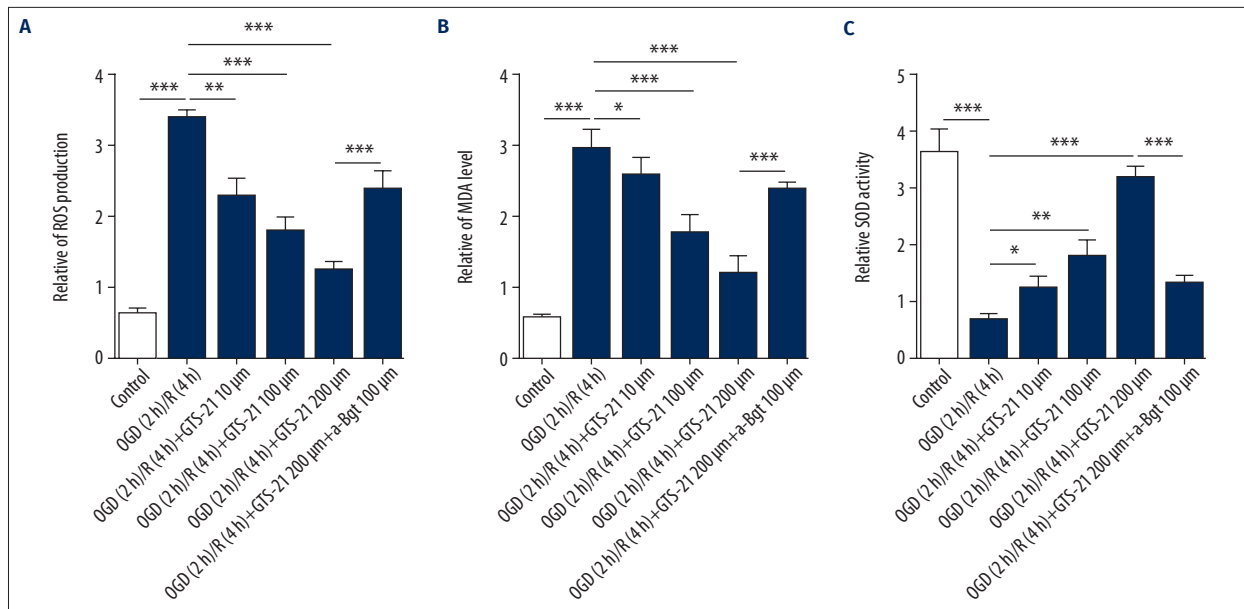 A
***
***
***
**
***
Relative of ROS production
4
3
2
1
0
Control
OGD (2 h)/R (4 h)
OGD (2 h)/R (4 h)+GTS-21 10 μm
OGD (2 h)/R (4 h)+GTS-21 100 μm
OGD (2 h)/R (4 h)+GTS-21 200 μm
OGD (2 h)/R (4 h)+GTS-21 200 μm+a-Bgt 100 μm
B
***
***
***
*
***
Relative of MDA level
4
3
2
1
0
Control
OGD (2 h)/R (4 h)
OGD (2 h)/R (4 h)+GTS-21 10 μm
OGD (2 h)/R (4 h)+GTS-21 100 μm
OGD (2 h)/R (4 h)+GTS-21 200 μm
OGD (2 h)/R (4 h)+GTS-21 200 μm+a-Bgt 100 μm
C
***
***
***
**
*
Relative SOD activity
5
4
3
2
1
0
Control
OGD (2 h)/R (4 h)
OGD (2 h)/R (4 h)+GTS-21 10 μm
OGD (2 h)/R (4 h)+GTS-21 100 μm
OGD (2 h)/R (4 h)+GTS-21 200 μm
OGD (2 h)/R (4 h)+GTS-21 200 μm+a-Bgt 100 μm